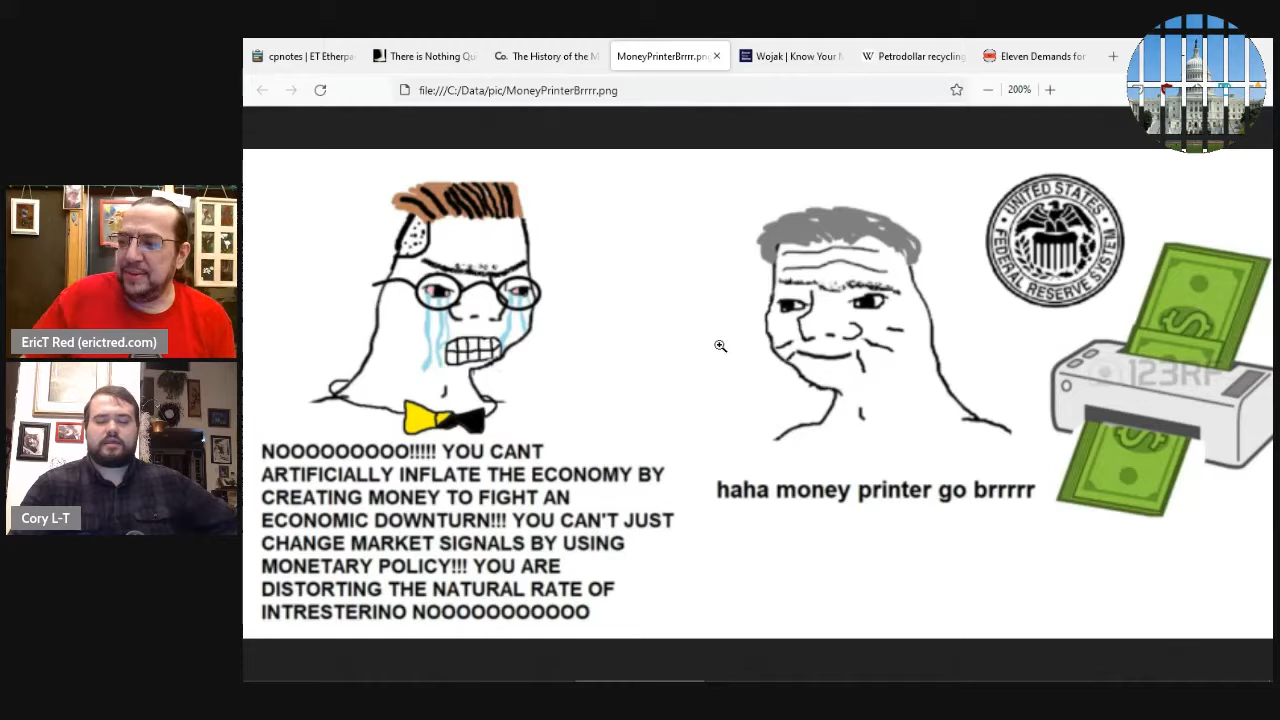 cpnotes | ET Etherpa
There is Nothing Qui
Co. The History of the M
MoneyPrinterBrrrr.png
Wojak | Know Your M
Petrodollar recycling
Eleven Demands for
file:///C:/Data/pic/MoneyPrinterBrrrr.png
200%
UNITED STATES
FEDERAL RESERVE SYSTEM
EricT Red (erictred.com)
123RF
NOOOOOOOOO!!!!! YOU CANT
ARTIFICIALLY INFLATE THE ECONOMY BY
CREATING MONEY TO FIGHT AN
ECONOMIC DOWNTURN!!! YOU CAN'T JUST
CHANGE MARKET SIGNALS BY USING
MONETARY POLICY!!! YOU ARE
DISTORTING THE NATURAL RATE OF
INTRESTERINO NOOOOOOOOOOO
haha money printer go brrrrr
Cory L-T